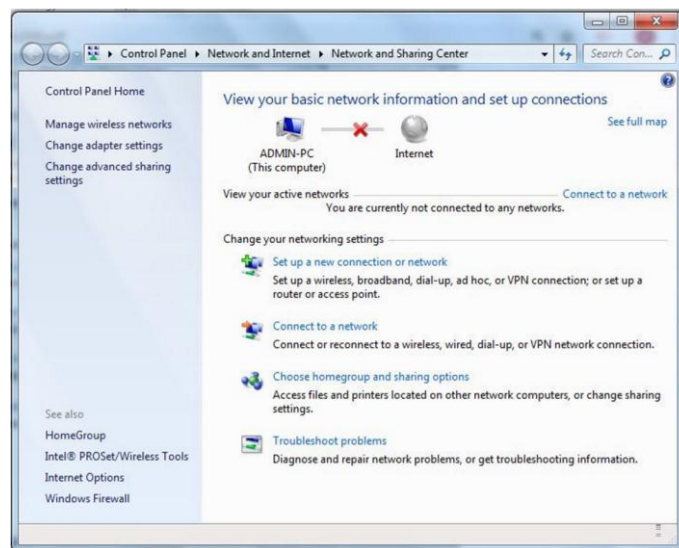 Control Panel ▸ Network and Internet ▸ Network and Sharing Center
Search Con...
Control Panel Home
Manage wireless networks
Change adapter settings
Change advanced sharing
settings
See also
HomeGroup
Intel® PROSet/Wireless Tools
Internet Options
Windows Firewall
View your basic network information and set up connections
See full map
ADMIN-PC
(This computer)
Internet
View your active networks
Connect to a network
You are currently not connected to any networks.
Change your networking settings
Set up a new connection or network
Set up a wireless, broadband, dial-up, ad hoc, or VPN connection; or set up a
router or access point.
Connect to a network
Connect or reconnect to a wireless, wired, dial-up, or VPN network connection.
Choose homegroup and sharing options
Access files and printers located on other network computers, or change sharing
settings.
Troubleshoot problems
Diagnose and repair network problems, or get troubleshooting information.